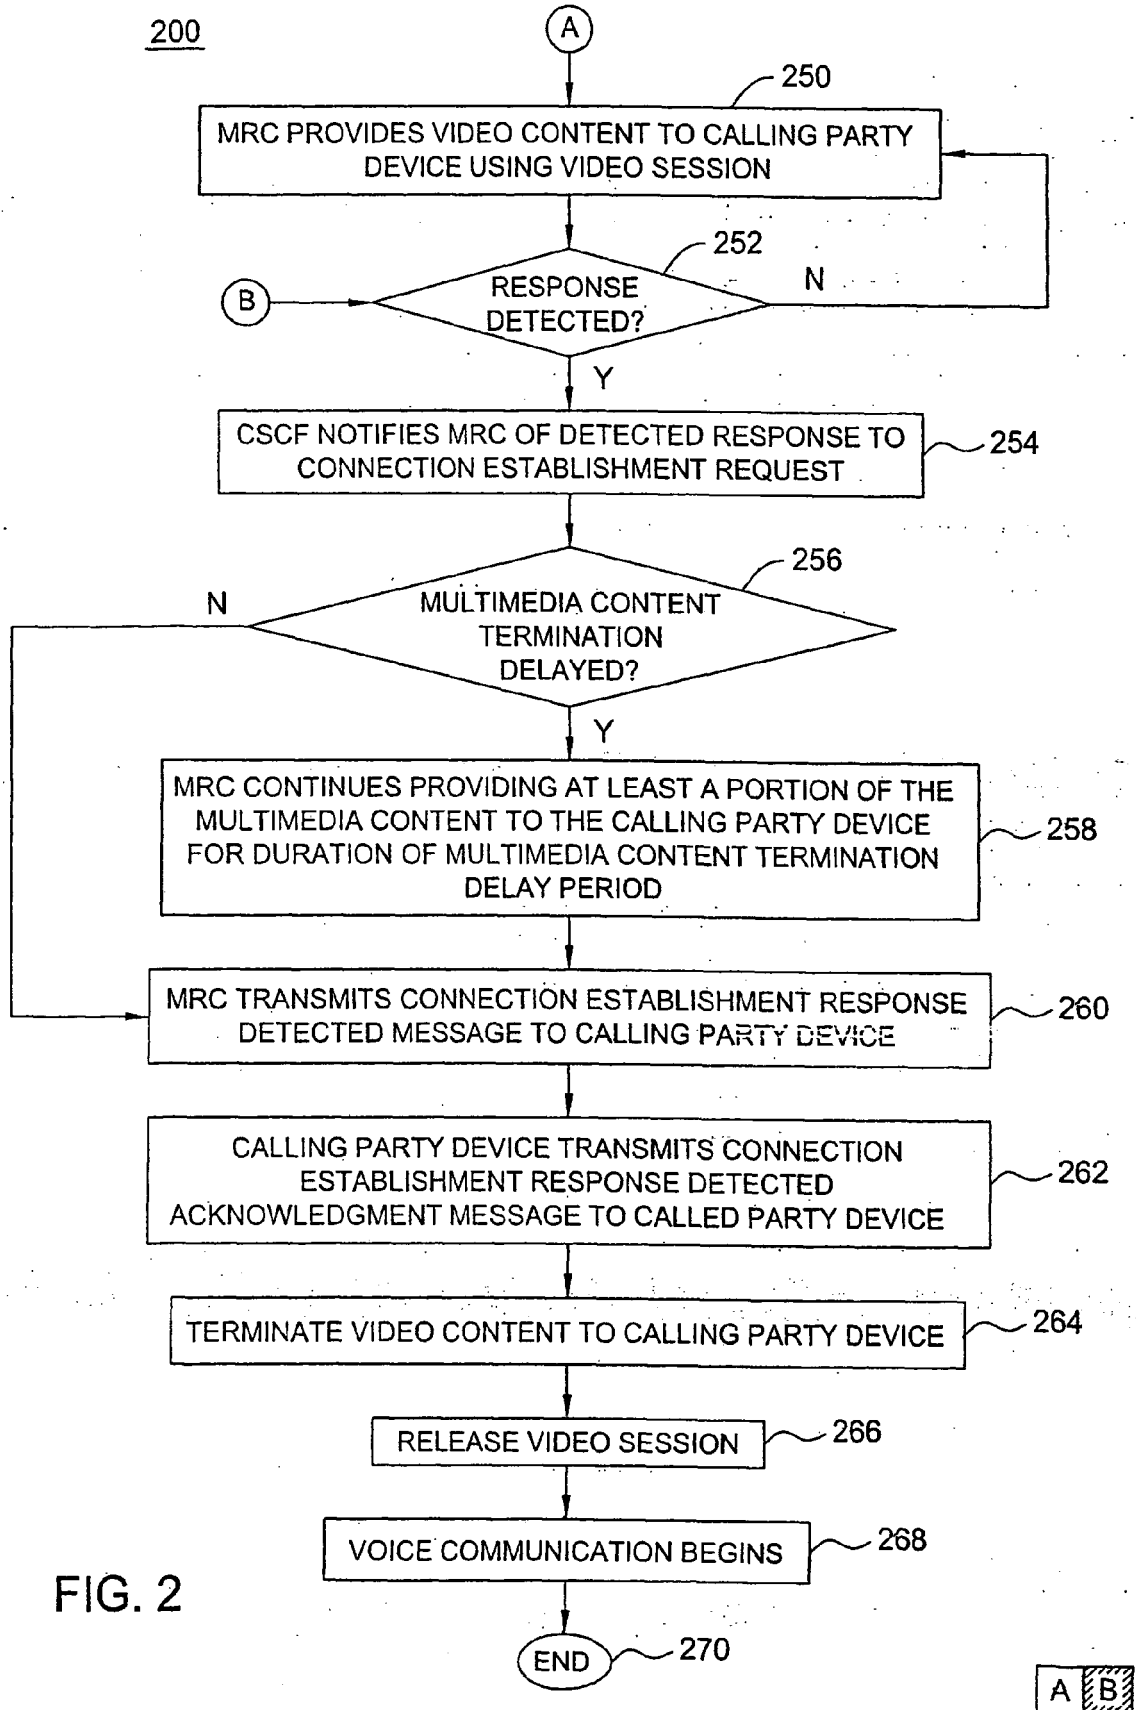 200
A
250
MRC PROVIDES VIDEO CONTENT TO CALLING PARTY
DEVICE USING VIDEO SESSION
252
B
RESPONSE
DETECTED?
N
Y
CSCF NOTIFIES MRC OF DETECTED RESPONSE TO
CONNECTION ESTABLISHMENT REQUEST
254
256
N
MULTIMEDIA CONTENT
TERMINATION
DELAYED?
Y
MRC CONTINUES PROVIDING AT LEAST A PORTION OF THE
MULTIMEDIA CONTENT TO THE CALLING PARTY DEVICE
FOR DURATION OF MULTIMEDIA CONTENT TERMINATION
DELAY PERIOD
258
MRC TRANSMITS CONNECTION ESTABLISHMENT RESPONSE
DETECTED MESSAGE TO CALLING PARTY DEVICE
260
CALLING PARTY DEVICE TRANSMITS CONNECTION
ESTABLISHMENT RESPONSE DETECTED
ACKNOWLEDGMENT MESSAGE TO CALLED PARTY DEVICE
262
TERMINATE VIDEO CONTENT TO CALLING PARTY DEVICE
264
RELEASE VIDEO SESSION
266
VOICE COMMUNICATION BEGINS
268
FIG. 2
END
270
A B